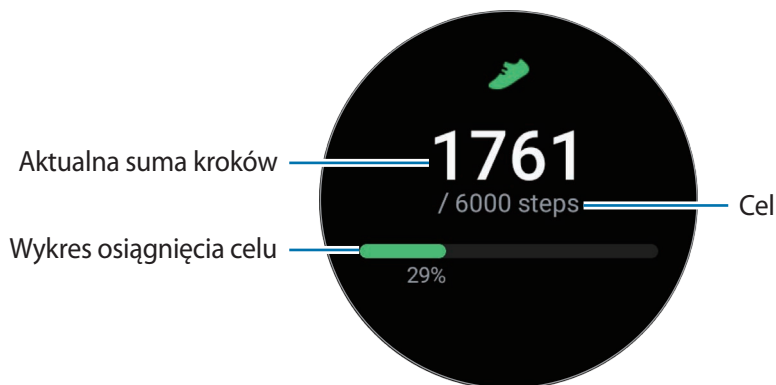 1761
Aktualna suma kroków
/ 6000 steps
Cel
Wykres osiągnięcia celu
29%